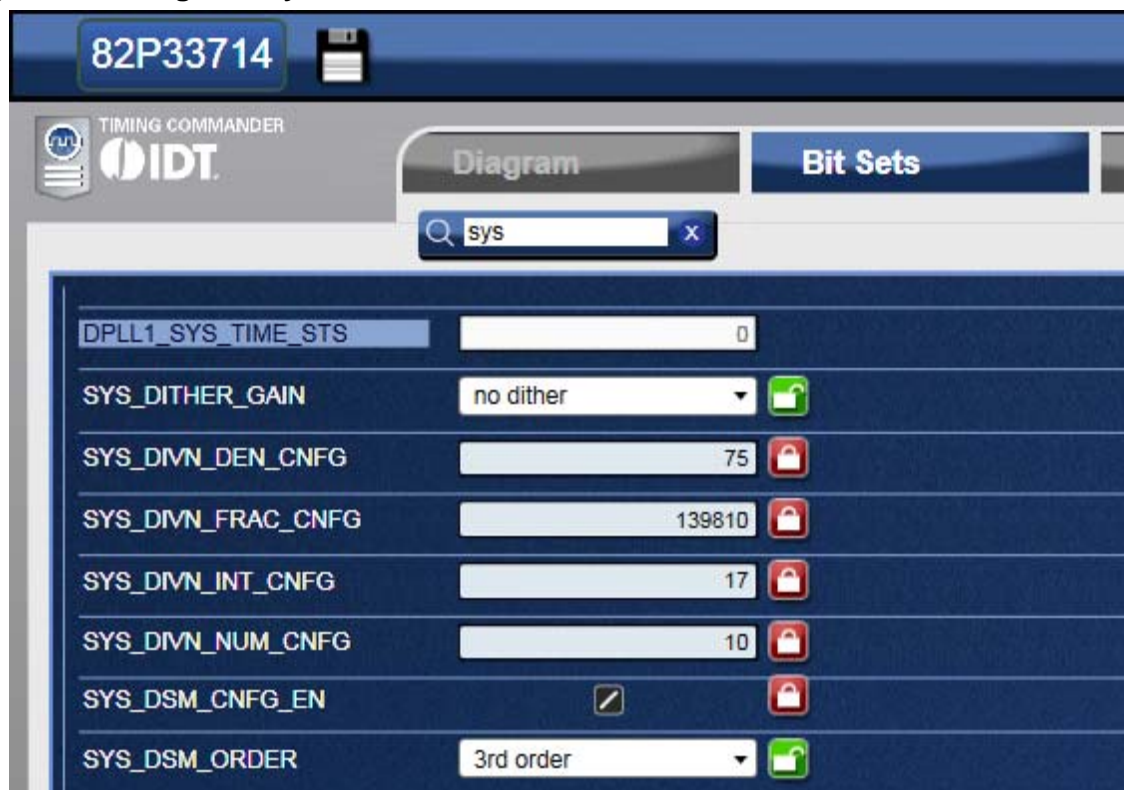 82P33714
TIMING COMMANDER
IDT.
Diagram
Bit Sets
sys
x
DPLL1_SYS_TIME_STS 0
SYS_DITHER_GAIN no dither
SYS_DIVN_DEN_CNFG 75
SYS_DIVN_FRAC_CNFG 139810
SYS_DIVN_INT_CNFG 17
SYS_DIVN_NUM_CNFG 10
SYS_DSM_CNFG_EN
SYS_DSM_ORDER 3rd order